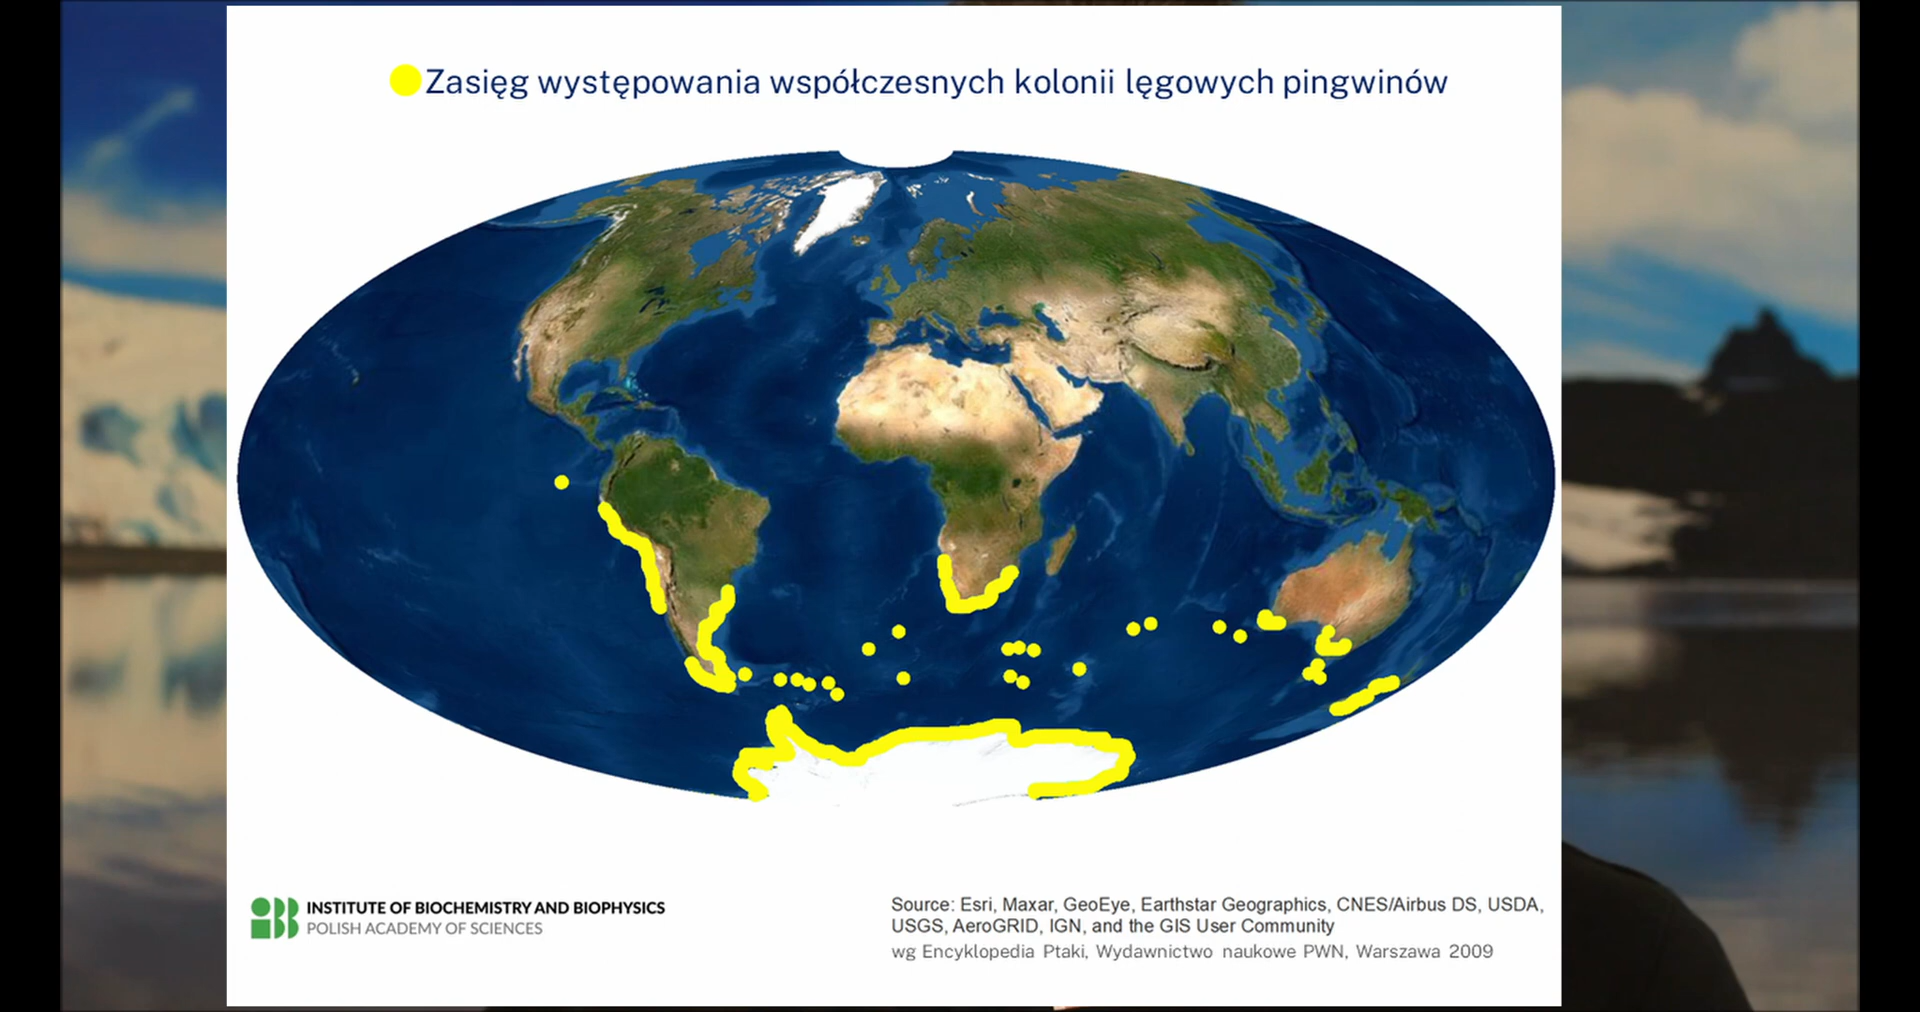 Zasięg występowania współczesnych kolonii lęgowych pingwinów
INSTITUTE OF BIOCHEMISTRY AND BIOPHYSICS
POLISH ACADEMY OF SCIENCES
Source: Esri, Maxar, GeoEye, Earthstar Geographics, CNES/Airbus DS, USDA,
USGS, AeroGRID, IGN, and the GIS User Community
wg Encyklopedia Ptaki, Wydawnictwo naukowe PWN, Warszawa 2009